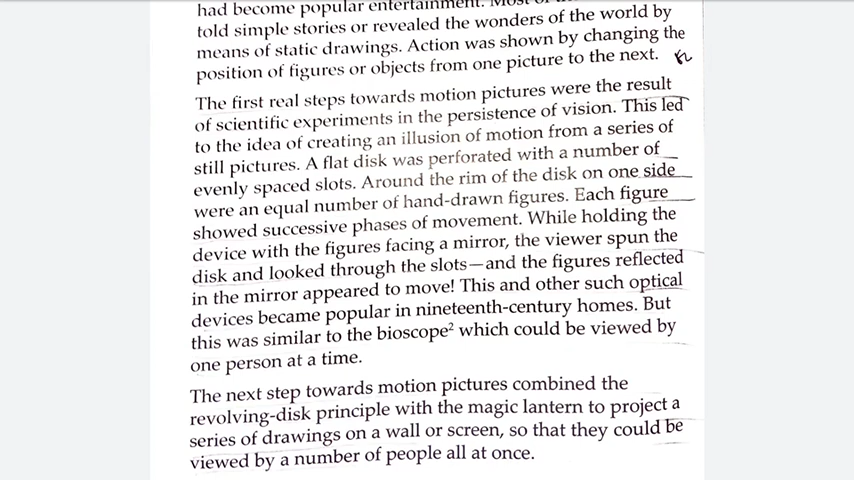 had become popular entertainment. Most of
told simple stories or revealed the wonders of the world by
means of static drawings. Action was shown by changing the
position of figures or objects from one picture to the next.
The first real steps towards motion pictures were the result
of scientific experiments in the persistence of vision. This led
to the idea of creating an illusion of motion from a series of
still pictures. A flat disk was perforated with a number of
evenly spaced slots. Around the rim of the disk on one side
were an equal number of hand-drawn figures. Each figure
showed successive phases of movement. While holding the
device with the figures facing a mirror, the viewer spun the
disk and looked through the slots—and the figures reflected
in the mirror appeared to move! This and other such optical
devices became popular in nineteenth-century homes. But
this was similar to the bioscope² which could be viewed by
one person at a time.
The next step towards motion pictures combined the
revolving-disk principle with the magic lantern to project a
series of drawings on a wall or screen, so that they could be
viewed by a number of people all at once.